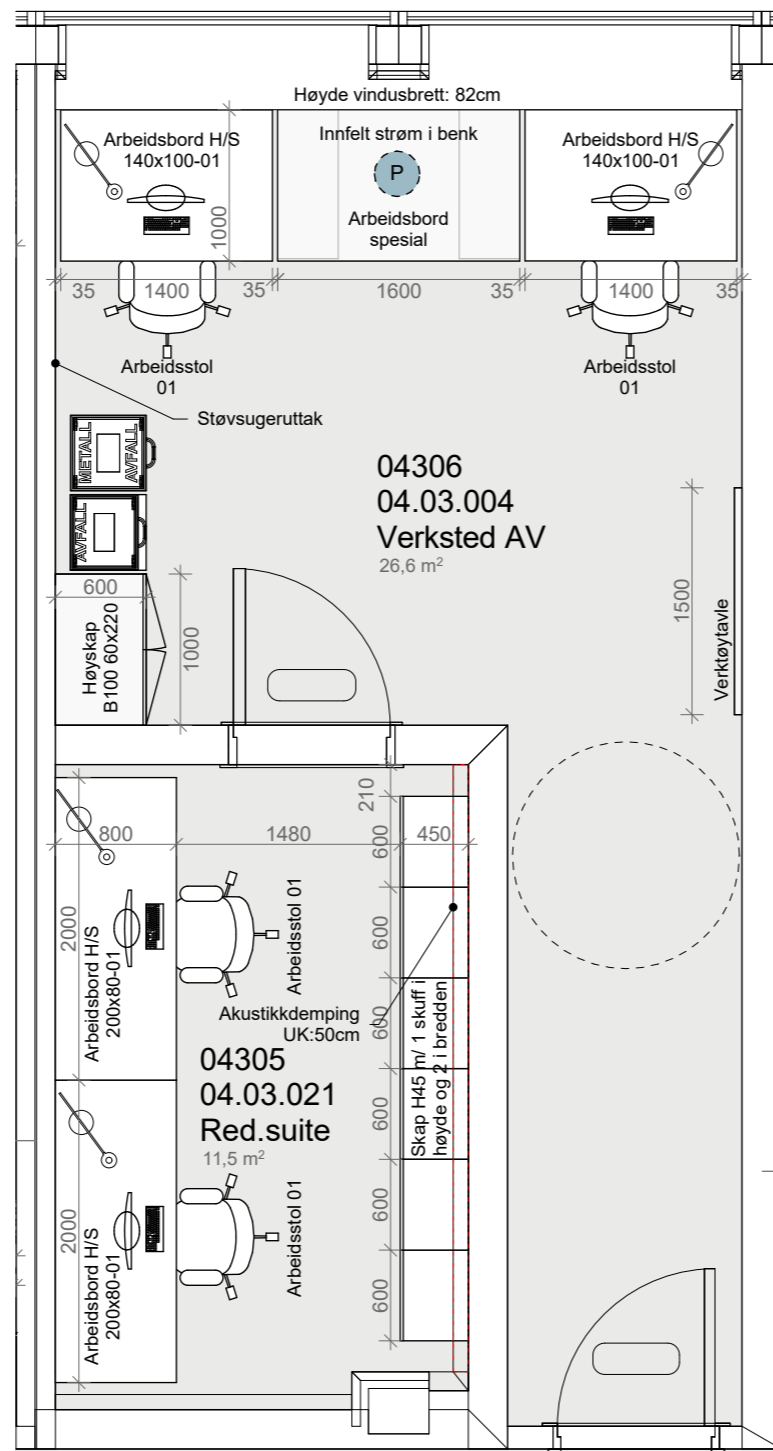 Høyde vindusbrett: 82cm
Arbeidsbord H/S
140x100-01
1000
Innfelt strøm i benk
P
Arbeidsbord
spesial
Arbeidsbord H/S
140x100-01
35
1400
35
1600
35
1400
35
Arbeidsstol
01
Arbeidsstol
01
Støvsugeruttak
METALL
AVFALL
AVFALL
04306
04.03.004
Verksted AV
26,6 m²
600
Høyskap
B100 60x220
1000
1500
Verktøytavle
210
800
1480
450
600
600
600
600
600
600
2000
Arbeidsbord H/S
200x80-01
Arbeidsstol 01
Akustikkdemping
UK:50cm
Skap H45 m/ 1 skuff i
høyde og 2 i bredden
04305
04.03.021
Red.suite
11,5 m²
2000
Arbeidsbord H/S
200x80-01
Arbeidsstol 01